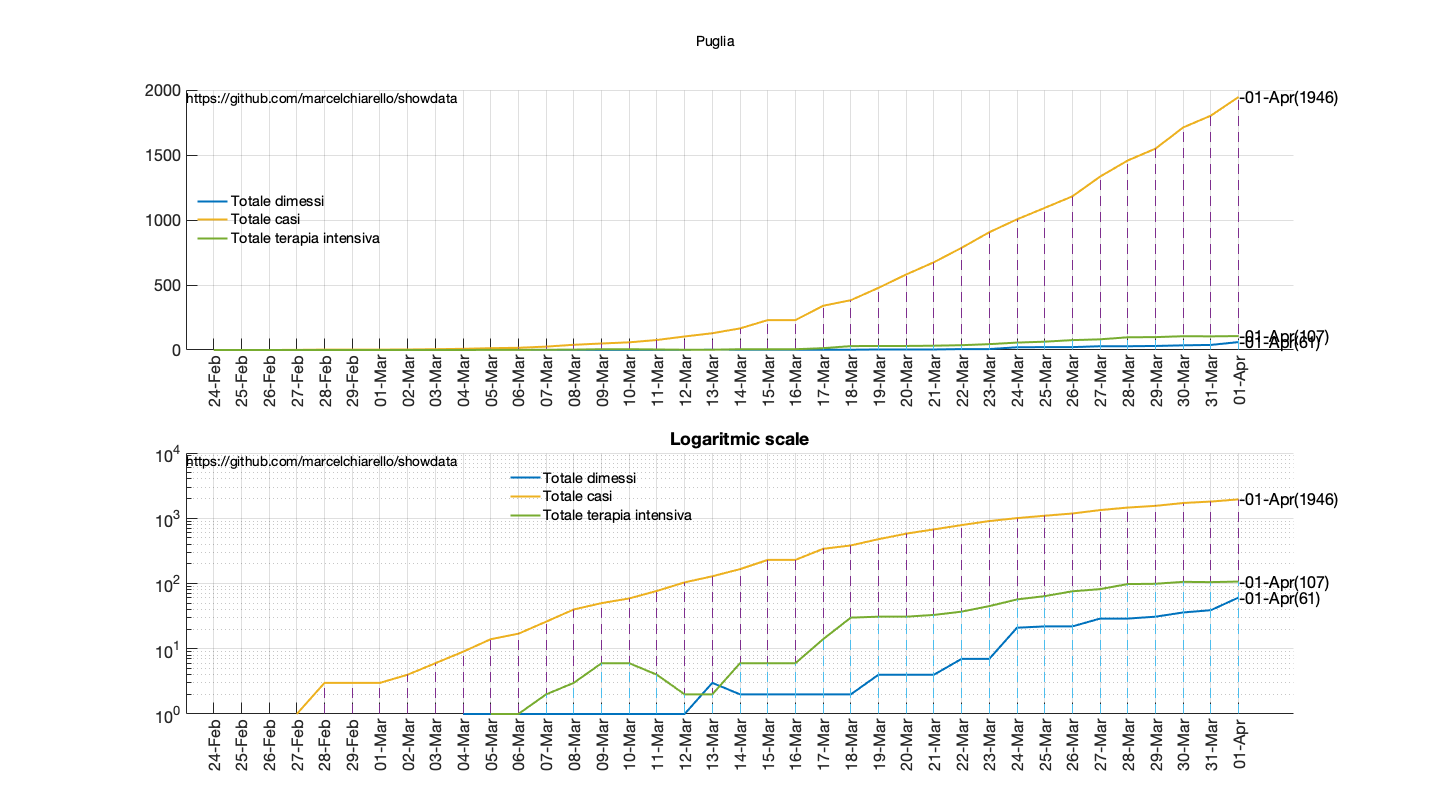 Puglia
2000
1500
1000
500
0
https://github.com/marcelchiarello/showdata
Totale dimessi
Totale casi
Totale terapia intensiva
-01-Apr(1946)
-01-Apr(107)
-01-Apr(61)
24-Feb
25-Feb
26-Feb
27-Feb
28-Feb
29-Feb
01-Mar
02-Mar
03-Mar
04-Mar
05-Mar
06-Mar
07-Mar
08-Mar
09-Mar
10-Mar
11-Mar
12-Mar
13-Mar
14-Mar
15-Mar
16-Mar
17-Mar
18-Mar
19-Mar
20-Mar
21-Mar
22-Mar
23-Mar
24-Mar
25-Mar
26-Mar
27-Mar
28-Mar
29-Mar
30-Mar
31-Mar
01-Apr
Logaritmic scale
10^4
10^3
10^2
10^1
10^0
https://github.com/marcelchiarello/showdata
Totale dimessi
Totale casi
Totale terapia intensiva
-01-Apr(1946)
-01-Apr(107)
-01-Apr(61)
24-Feb
25-Feb
26-Feb
27-Feb
28-Feb
29-Feb
01-Mar
02-Mar
03-Mar
04-Mar
05-Mar
06-Mar
07-Mar
08-Mar
09-Mar
10-Mar
11-Mar
12-Mar
13-Mar
14-Mar
15-Mar
16-Mar
17-Mar
18-Mar
19-Mar
20-Mar
21-Mar
22-Mar
23-Mar
24-Mar
25-Mar
26-Mar
27-Mar
28-Mar
29-Mar
30-Mar
31-Mar
01-Apr